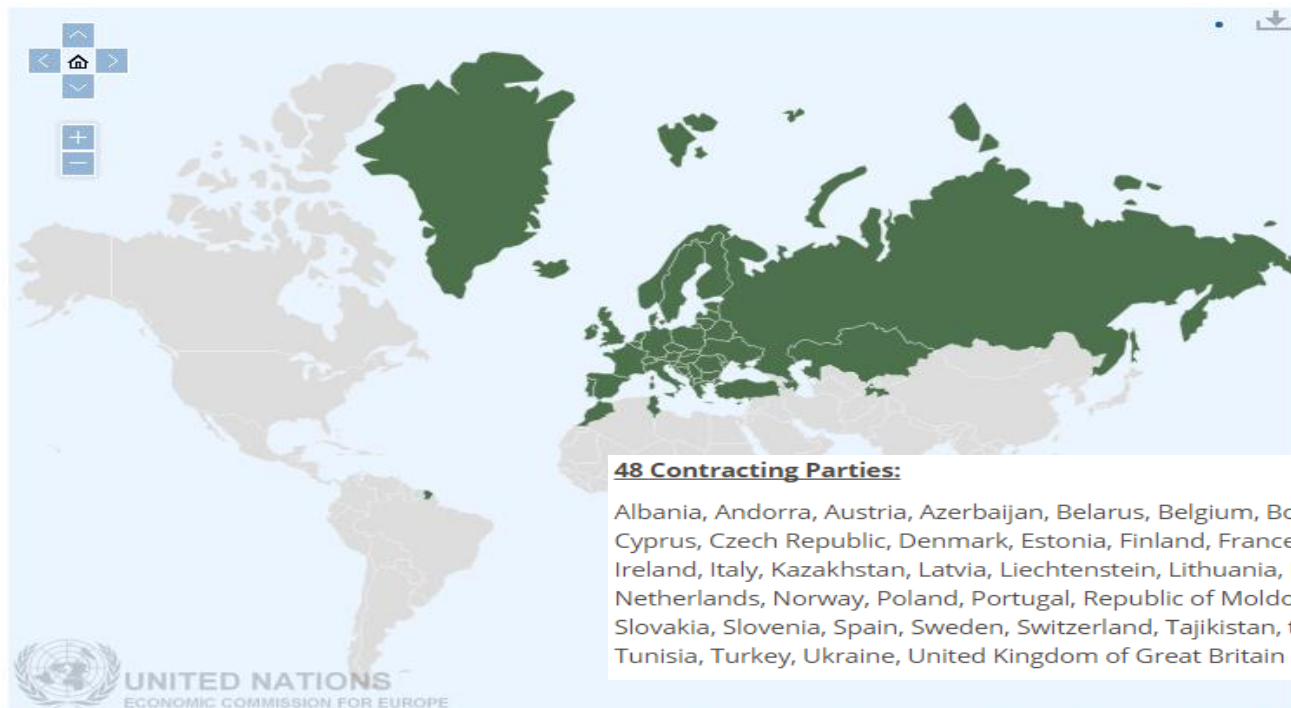 48 Contracting Parties:
Albania, Andorra, Austria, Azerbaijan, Belarus, Belgium,
Cyprus, Czech Republic, Denmark, Estonia, Finland, France
Ireland, Italy, Kazakhstan, Latvia, Liechtenstein, Lithuania,
Netherlands, Norway, Poland, Portugal, Republic of
Slovakia, Slovenia, Spain, Sweden, Switzerland, Tajikistan,
Tunisia, Turkey, Ukraine, United Kingdom of Great Britain
UNITED NATIONS
ECONOMIC COMMISSION FOR EUROPE